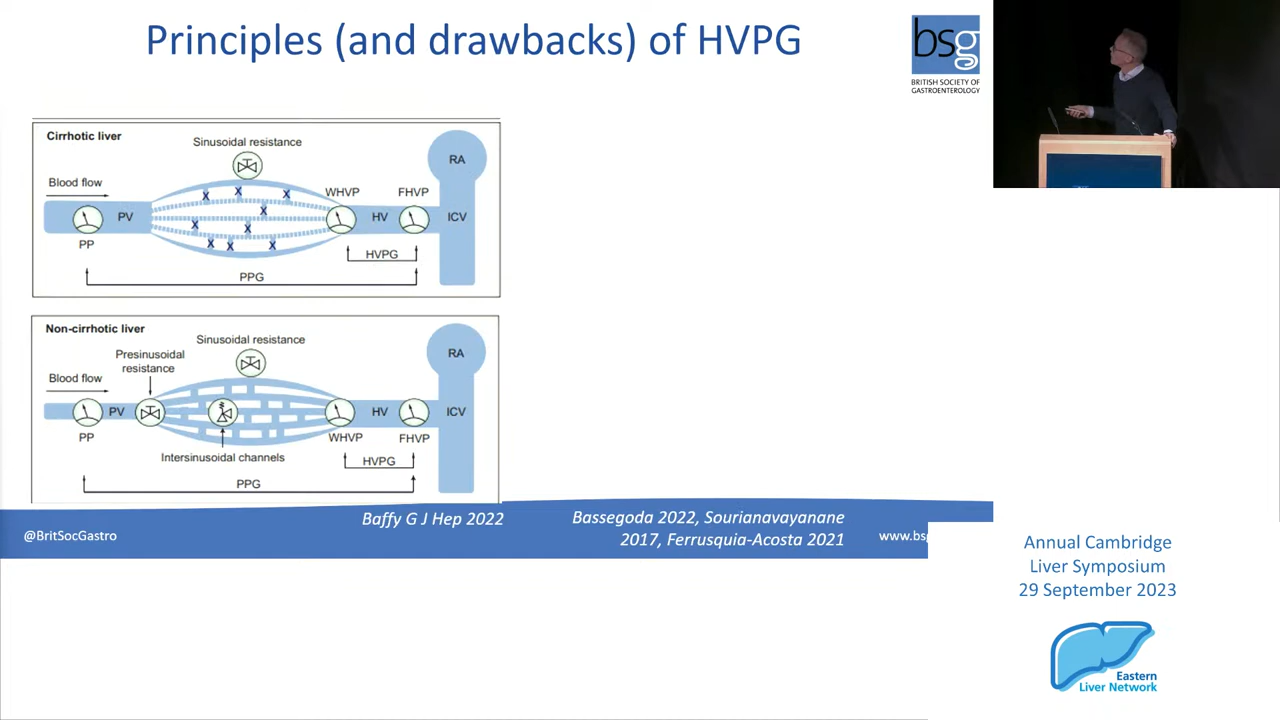 Principles (and drawbacks) of HVPG
bsg
BRITISH SOCIETY OF
GASTROENTEROLOGY
Cirrhotic liver
Sinusoidal resistance
RA
Blood flow
WHVP
FHVP
PV
HV
ICV
PP
HVPG
PPG
Non-cirrhotic liver
Sinusoidal resistance
Presinusoidal
resistance
RA
Blood flow
PV
HV
ICV
PP
WHVP
FHVP
Intersinusoidal channels
HVPG
PPG
Baffy G J Hep 2022
Bassegoda 2022, Sourianavayanane
2017, Ferrusquia-Acosta 2021
@BritSocGastro
www.bsg
Annual Cambridge
Liver Symposium
29 September 2023
Eastern
Liver Network